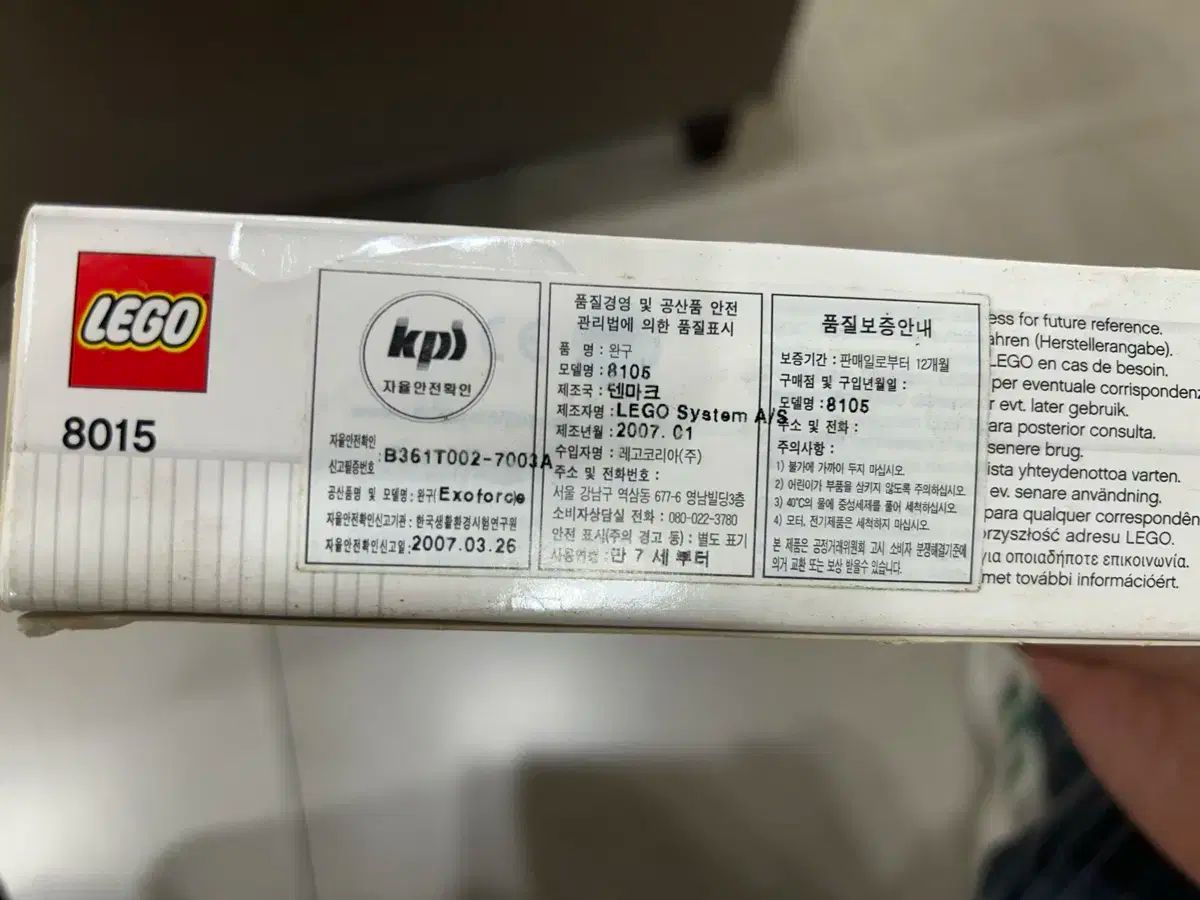 LEGO
8015
kps
자율안전확인
자율안전확인
신고필증번호 : B361T002-7003A
공산품명 및 모델명 : 완구(Exoforce)
자율안전확인신고기관 : 한국생활환경시험연구원
자율안전확인신고일 : 2007.03.26
품질경영 및 공산품 안전
관리법에 의한 품질표시
품 명 : 완구
모델명 : 8105
제조국 : 덴마크
제조자명 : LEGO System A/S
제조년월 : 2007. 01
수입자명 : 레고코리아(주)
주소 및 전화번호 :
서울 강남구 역삼동 677-6 영남빌딩3층
소비자상담실 전화 : 080-022-3780
안전 표시(주의 경고 등) : 별도 표기
사용연령 : 만 7 세 부터
품질보증안내
보증기간 : 판매일로부터 12개월
구매점 및 구입년월일 :
모델명 : 8105
주소 및 전화 :
주의사항 :
1) 불가에 가까이 두지 마십시오.
2) 어린이가 부품을 삼키지 않도록 주의하십시오.
3) 40℃의 물에 중성세제를 풀어 세척하십시오.
4) 모터, 전기제품은 세척하지 마십시오.
본 제품은 공정거래위원회 고시 소비자 분쟁해결기준에
의거 교환 또는 보상 받을수 있습니다.
ess for future reference.
ahren (Herstellerangabe).
LEGO en cas de besoin.
per eventuale corrispondenz
r evt. later gebruik.
ara posterior consulta.
senere brug.
ista yhteydenottoa varten.
ev. senare användning.
para qualquer correspondên
orzyszłość adresu LEGO.
για οποιαδήποτε επικοινωνία.
met további információért.